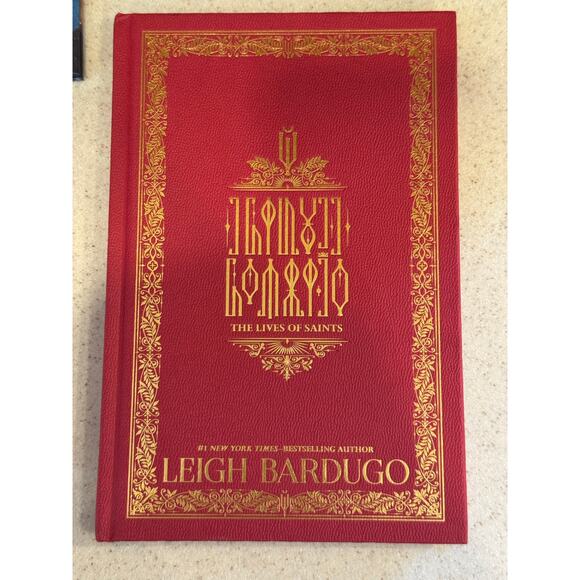 THE LIVES OF SAINTS
#1 NEW YORK TIMES–BESTSELLING AUTHOR
LEIGH BARDUGO